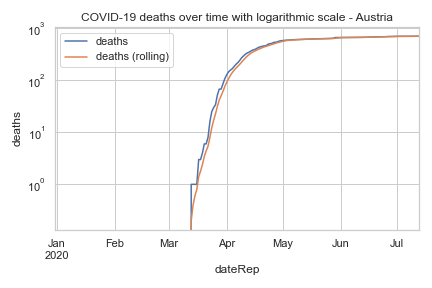 COVID-19 deaths over time with logarithmic scale - Austria
10³
deaths
deaths (rolling)
10²
10¹
10⁰
deaths
Jan Feb Mar Apr May Jun Jul
2020
dateRep